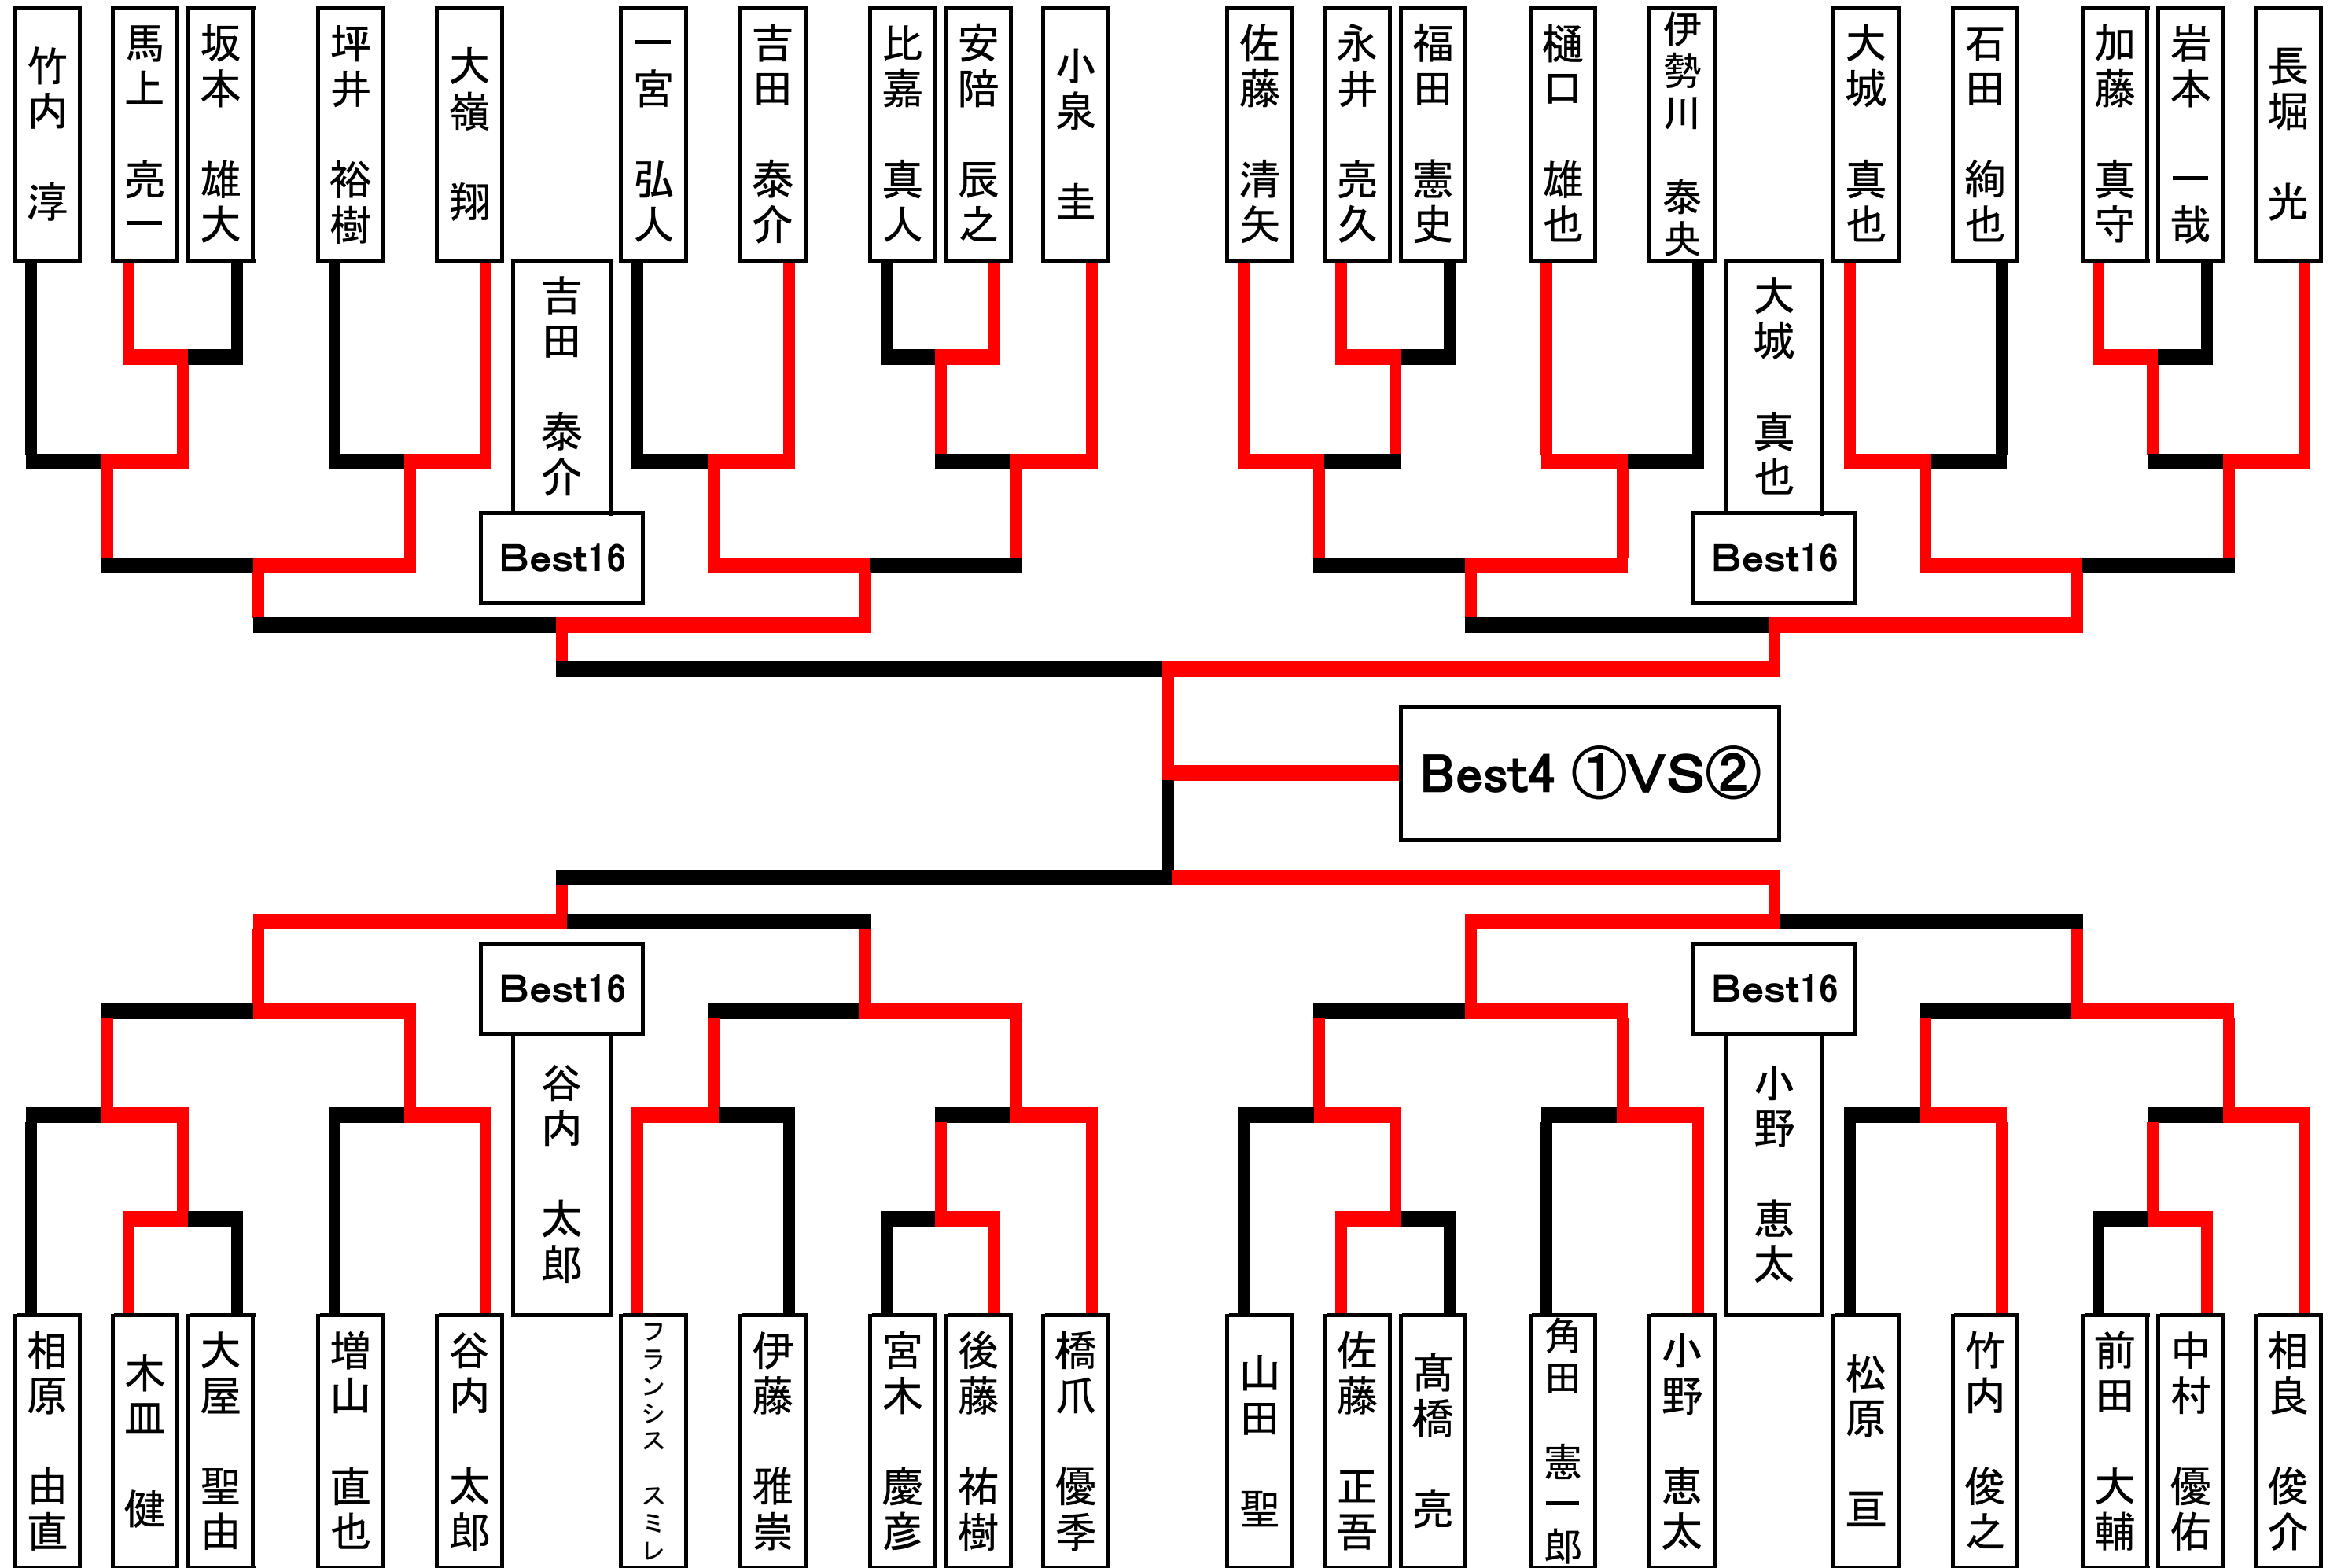 竹内 淳
馬上 亮一
坂本 雄大
坪井 裕樹
大嶺 翔
一宮 弘人
吉田 泰介
比嘉 真人
安陪 辰之
小泉 圭
佐藤 清矢
永井 亮久
福田 憲史
樋口 雄也
伊勢川 泰央
大城 真也
石田 絢也
加藤 真守
岩本 一哉
長堀 光
吉田 泰介
Best16
大城 真也
Best16
Best4 ①VS②
Best16
谷内 太郎
Best16
小野 恵太
相原 由直
木皿 健
大屋 聖由
増山 直也
谷内 太郎
フランシス スミレ
伊藤 雅崇
宮木 慶彦
後藤 祐樹
橋爪 優季
山田 聖
佐藤 正吾
髙橋 亮
角田 憲一郎
小野 恵太
松原 亘
竹内 俊之
前田 大輔
中村 優佑
相良 俊介